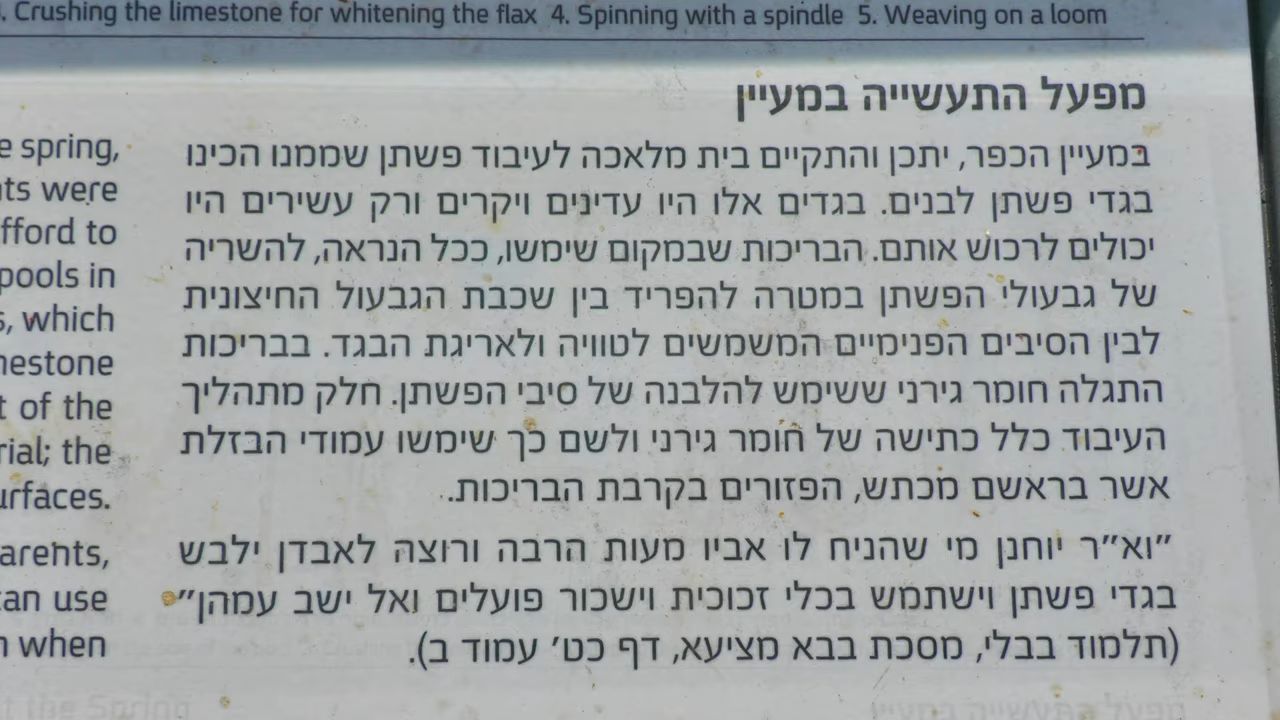 . Crushing the limestone for whitening the flax 4. Spinning with a spindle 5. Weaving on a loom
מפעל התעשייה במעיין
במעיין הכפר, יתכן והתקיים בית מלאכה לעיבוד פשתן שממנו הכינו
בגדי פשתן לבנים. בגדים אלו היו עדינים ויקרים ורק עשירים היו
יכולים לרכוש אותם. הבריכות שבמקום שימשו, ככל הנראה, להשריה
של גבעולי הפשתן במטרה להפריד בין שכבת הגבעול החיצונית
לבין הסיבים הפנימיים המשמשים לטוויה ולאריגת הבגד. בבריכות
התגלה חומר גירני ששימש להלבנה של סיבי הפשתן. חלק מתהליך
העיבוד כלל כתישה של חומר גירני ולשם כך שימשו עמודי הבזלת
אשר בראשם מכתש, הפזורים בקרבת הבריכות.
"וא"ר יוחנן מי שהניח לו אביו מעות הרבה ורוצה לאבדן ילבש
בגדי פשתן וישתמש בכלי זכוכית וישכור פועלים ואל ישב עמהן"
(תלמוד בבלי, מסכת בבא מציעא, דף כט' עמוד ב).
e spring,
nts were
fford to
pools in
s, which
nestone
t of the
rial; the
urfaces.
arents,
can use
n when
at the Spring
מפעל התעשייה במעיין